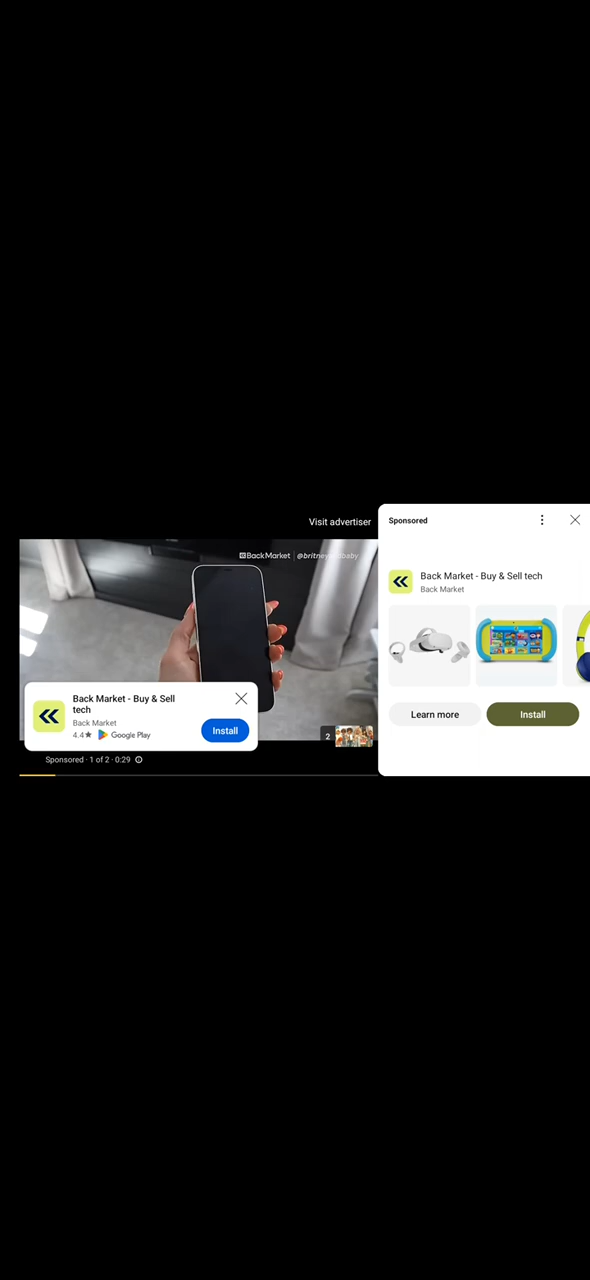 Visit advertiser
BackMarket | @britney
baby
Back Market - Buy & Sell
tech
Back Market
4.4★ Google Play
Install
2
Sponsored · 1 of 2 · 0:29
Sponsored
Back Market - Buy & Sell tech
Back Market
Learn more
Install